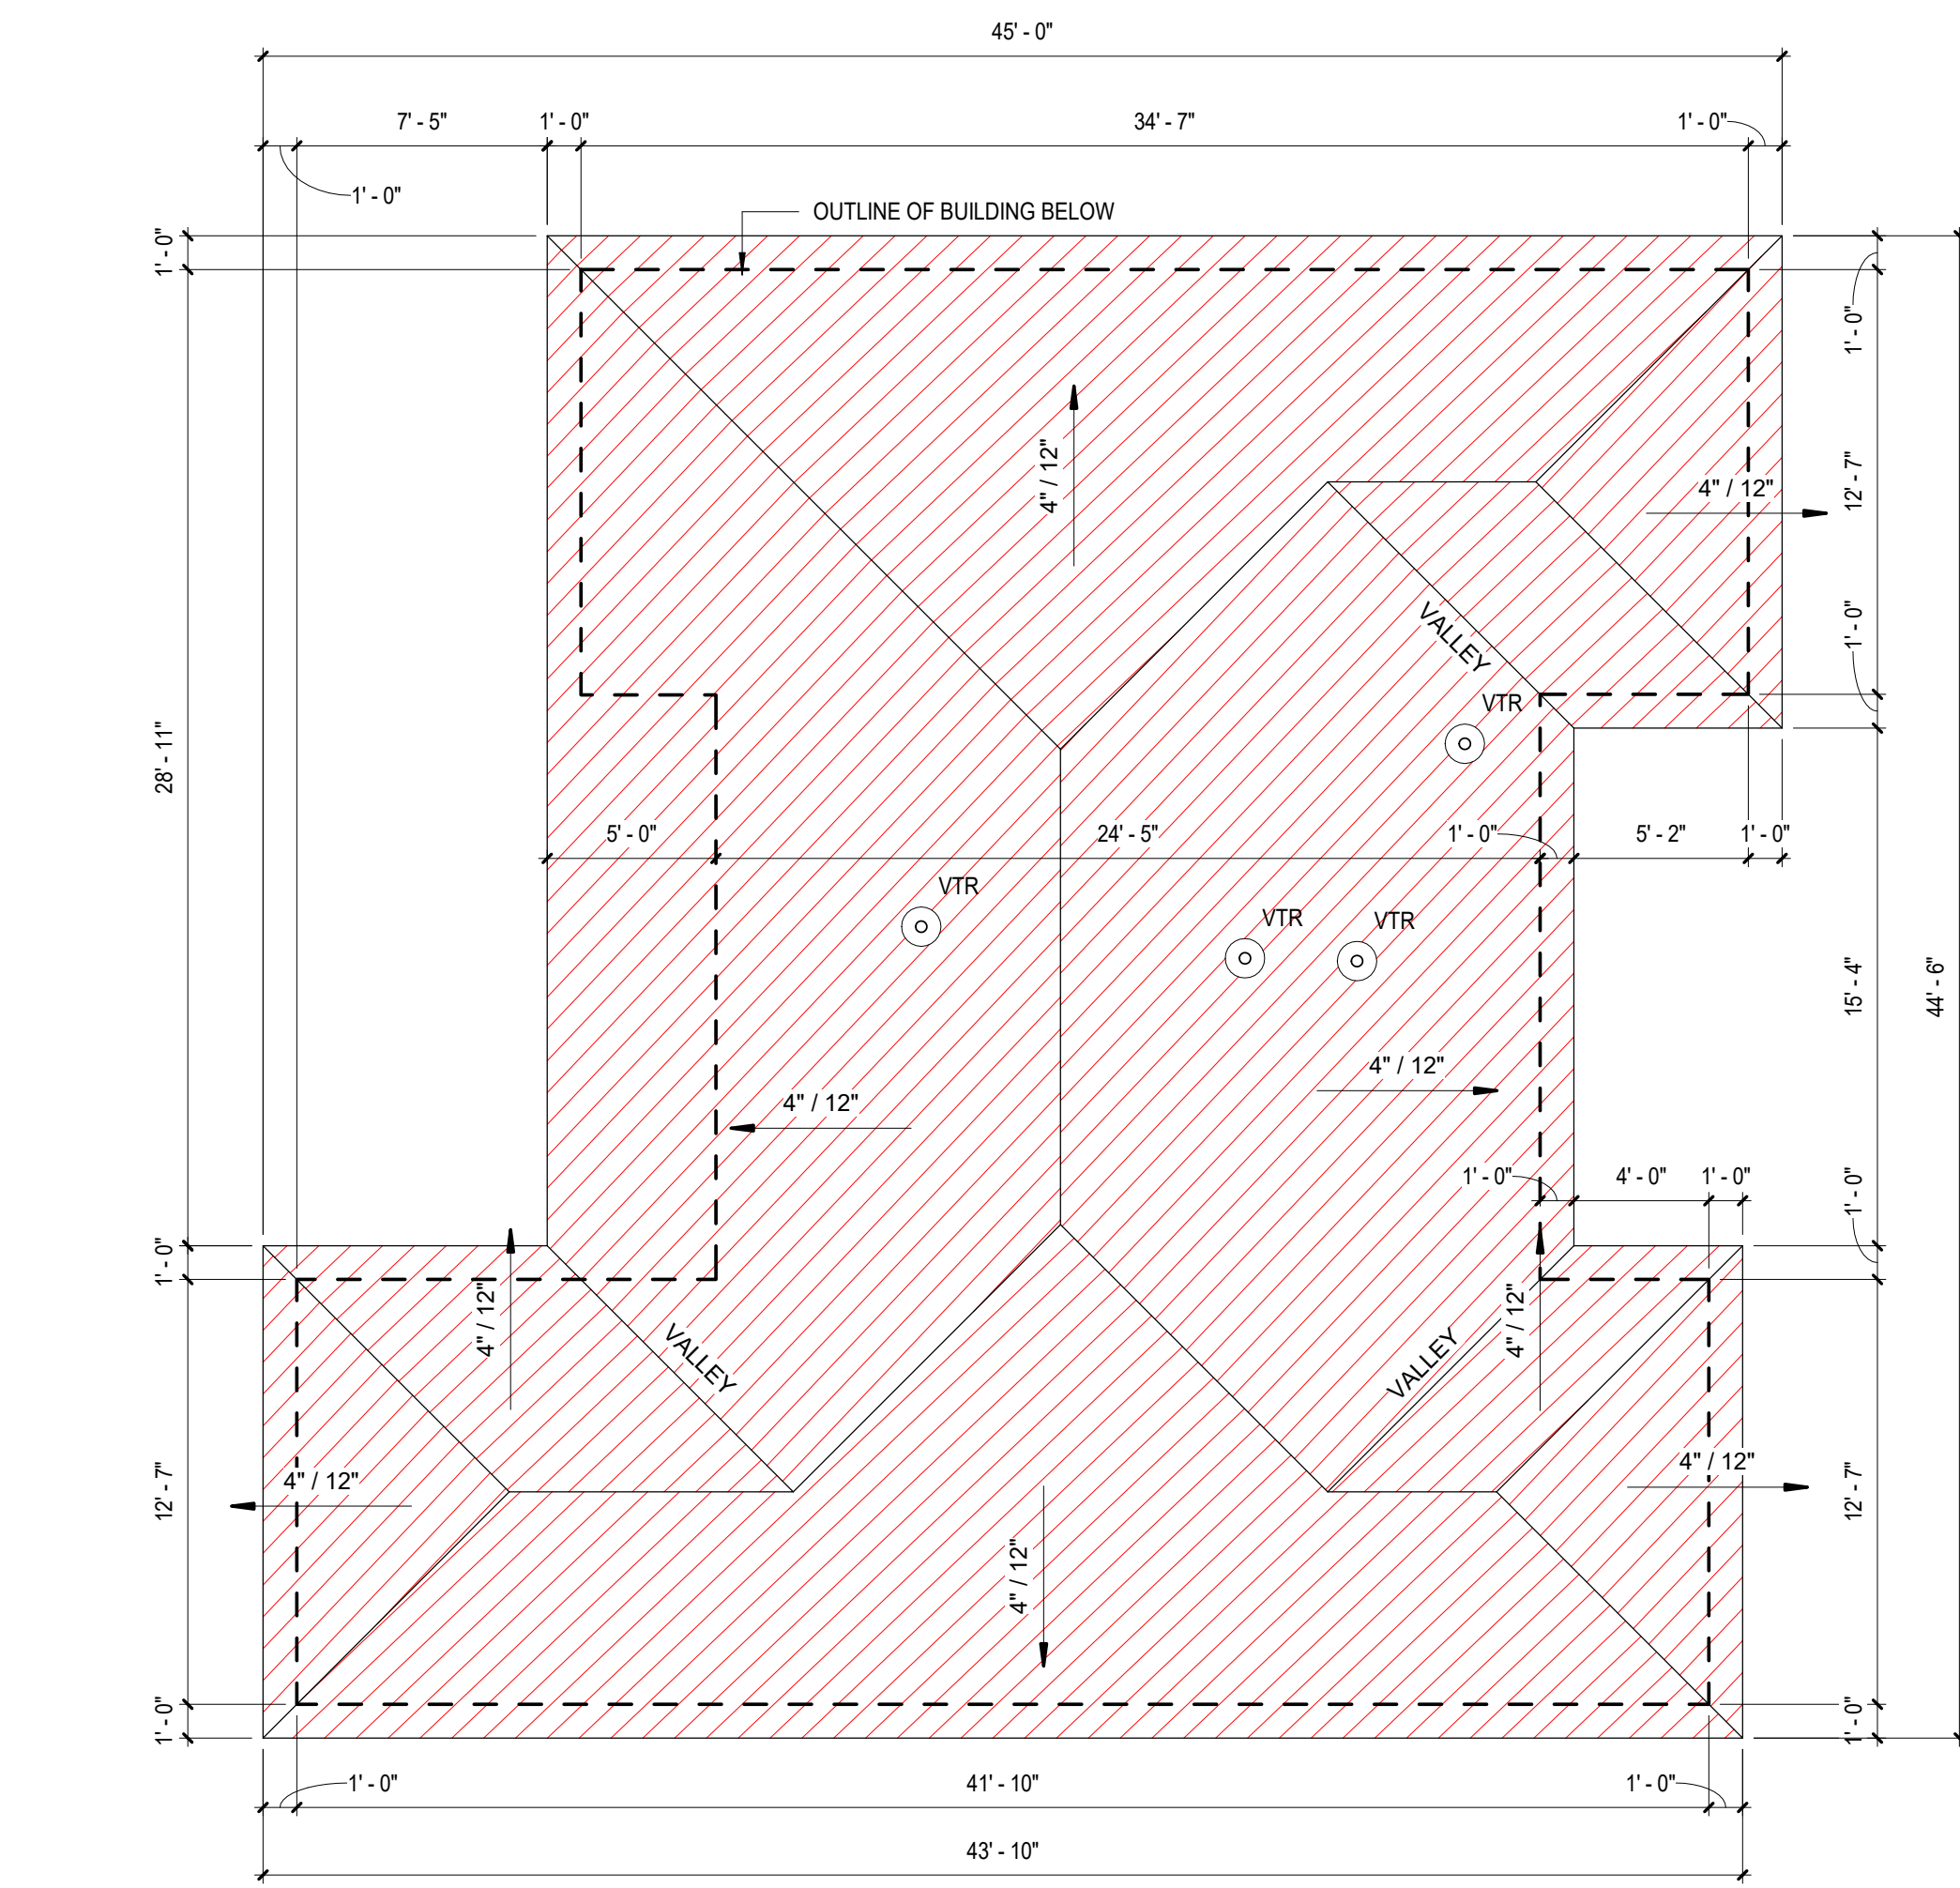 45' - 0"
7' - 5"
1' - 0"
34' - 7"
1' - 0"
1' - 0"
OUTLINE OF BUILDING BELOW
1' - 0"
1' - 0"
4" / 12"
12' - 7"
4" / 12"
VALLEY
1' - 0"
VTR
28' - 11"
5' - 0"
24' - 5"
1' - 0"
5' - 2"
1' - 0"
VTR
VTR
VTR
15' - 4"
44' - 6"
4" / 12"
4" / 12"
1' - 0"
4' - 0"
1' - 0"
1' - 0"
1' - 0"
4" / 12"
4" / 12"
VALLEY
VALLEY
12' - 7"
4" / 12"
4" / 12"
12' - 7"
4" / 12"
1' - 0"
1' - 0"
1' - 0"
41' - 10"
1' - 0"
43' - 10"